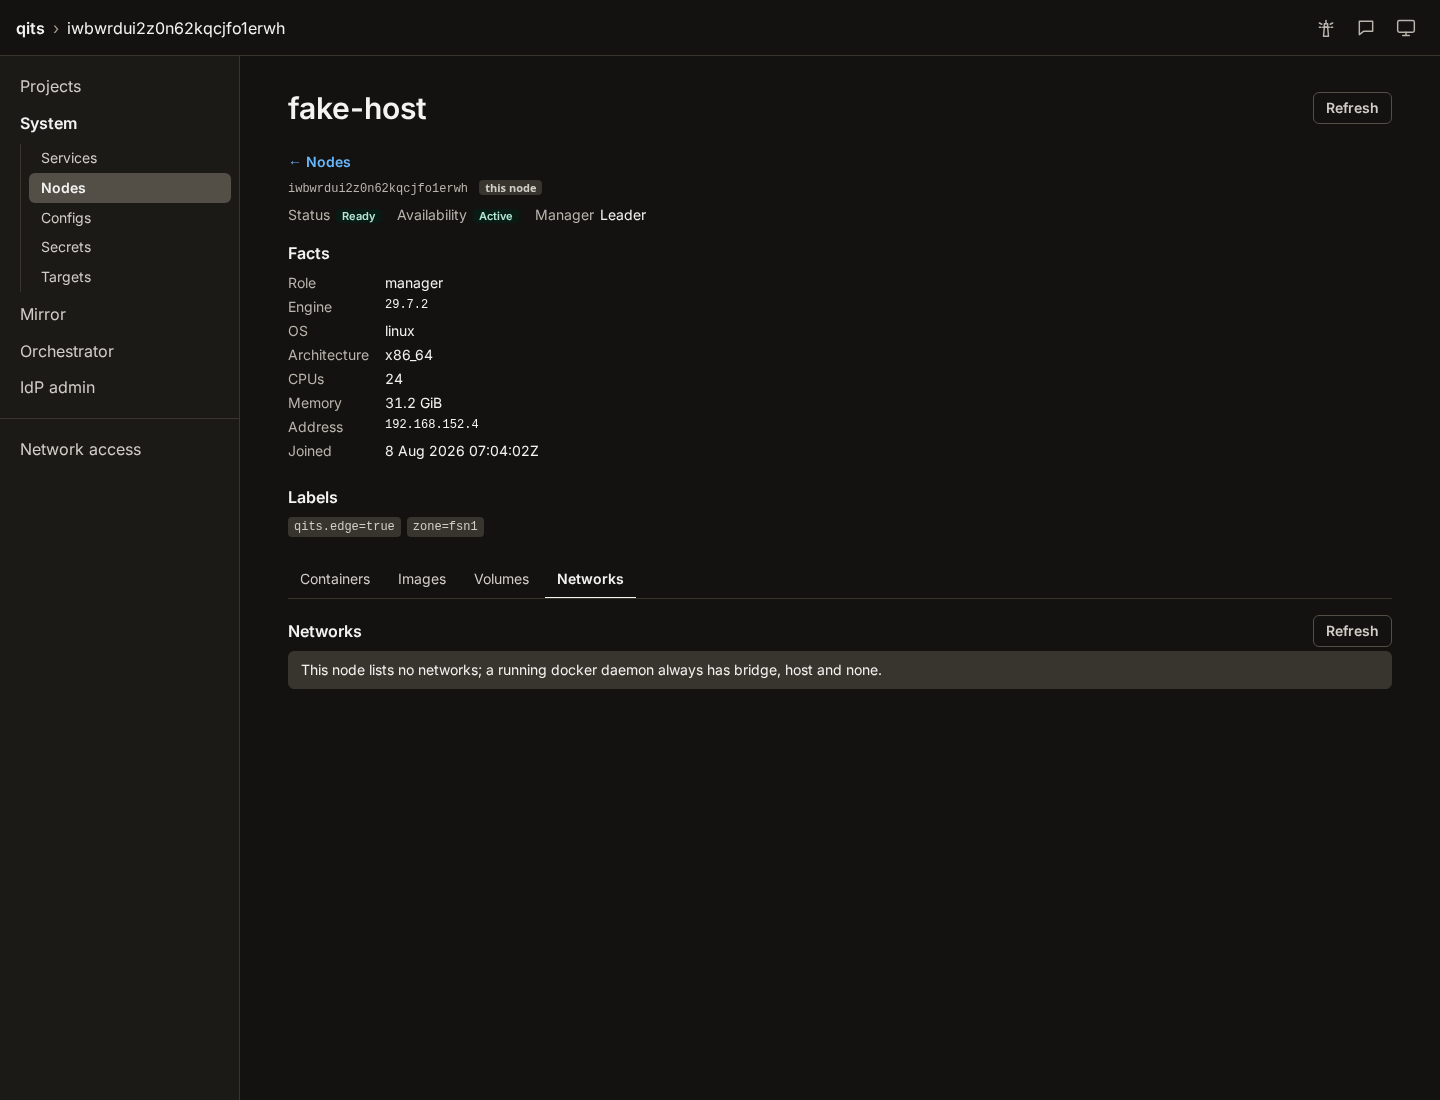 qits › iwbwrdui2z0n62kqcjfo1erwh
Projects
System
Services
Nodes
Configs
Secrets
Targets
Mirror
Orchestrator
IdP admin
Network access
fake-host
Refresh
← Nodes
iwbwrdui2z0n62kqcjfo1erwh this node
Status Ready Availability Active Manager Leader
Facts
Role manager
Engine 29.7.2
OS linux
Architecture x86_64
CPUs 24
Memory 31.2 GiB
Address 192.168.152.4
Joined 8 Aug 2026 07:04:02Z
Labels
qits.edge=true zone=fsn1
Containers Images Volumes Networks
Networks
Refresh
This node lists no networks; a running docker daemon always has bridge, host and none.